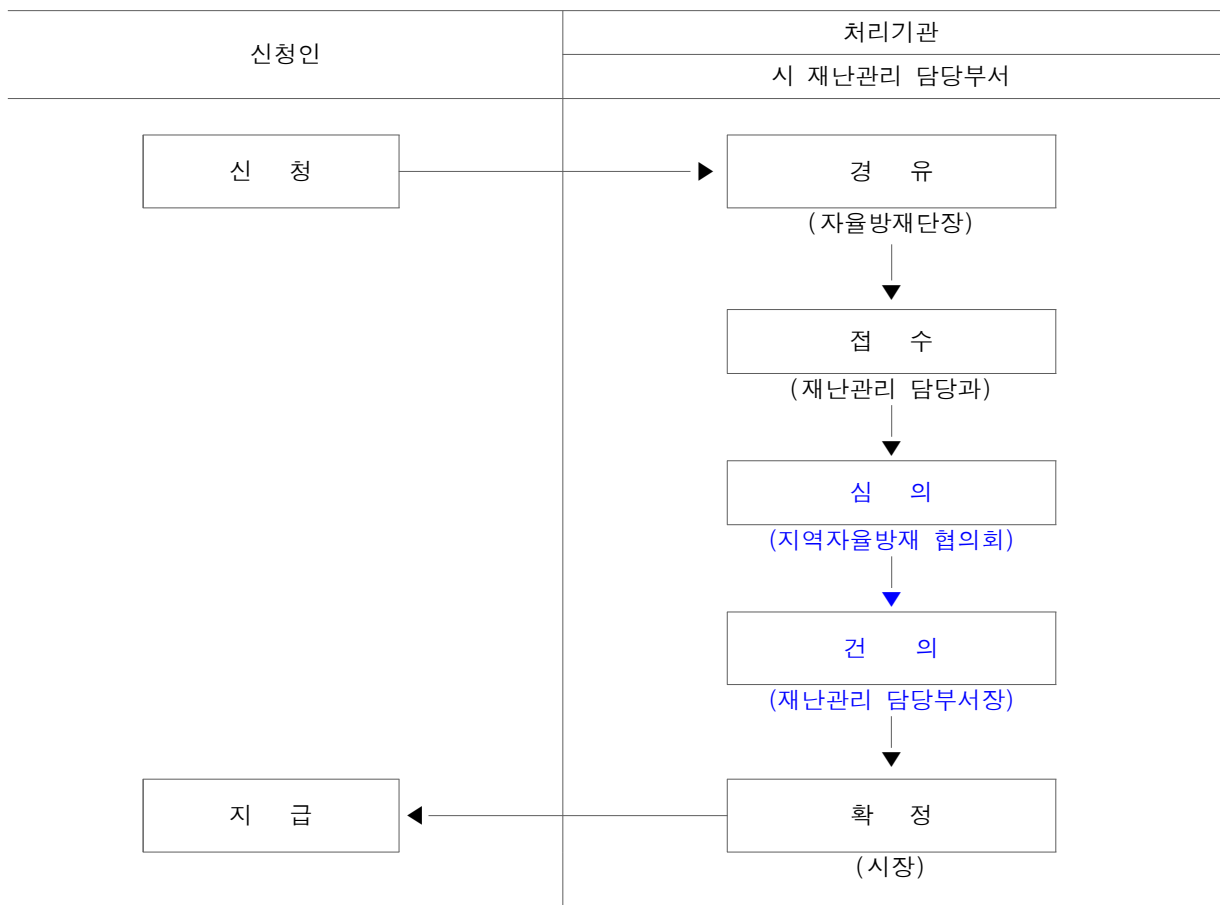 신청인
처리기관
시 재난관리 담당부서
신 청
경 유
(자율방재단장)
접 수
(재난관리 담당과)
심 의
(지역자율방재 협의회)
건 의
(재난관리 담당부서장)
지 급
확 정
(시장)